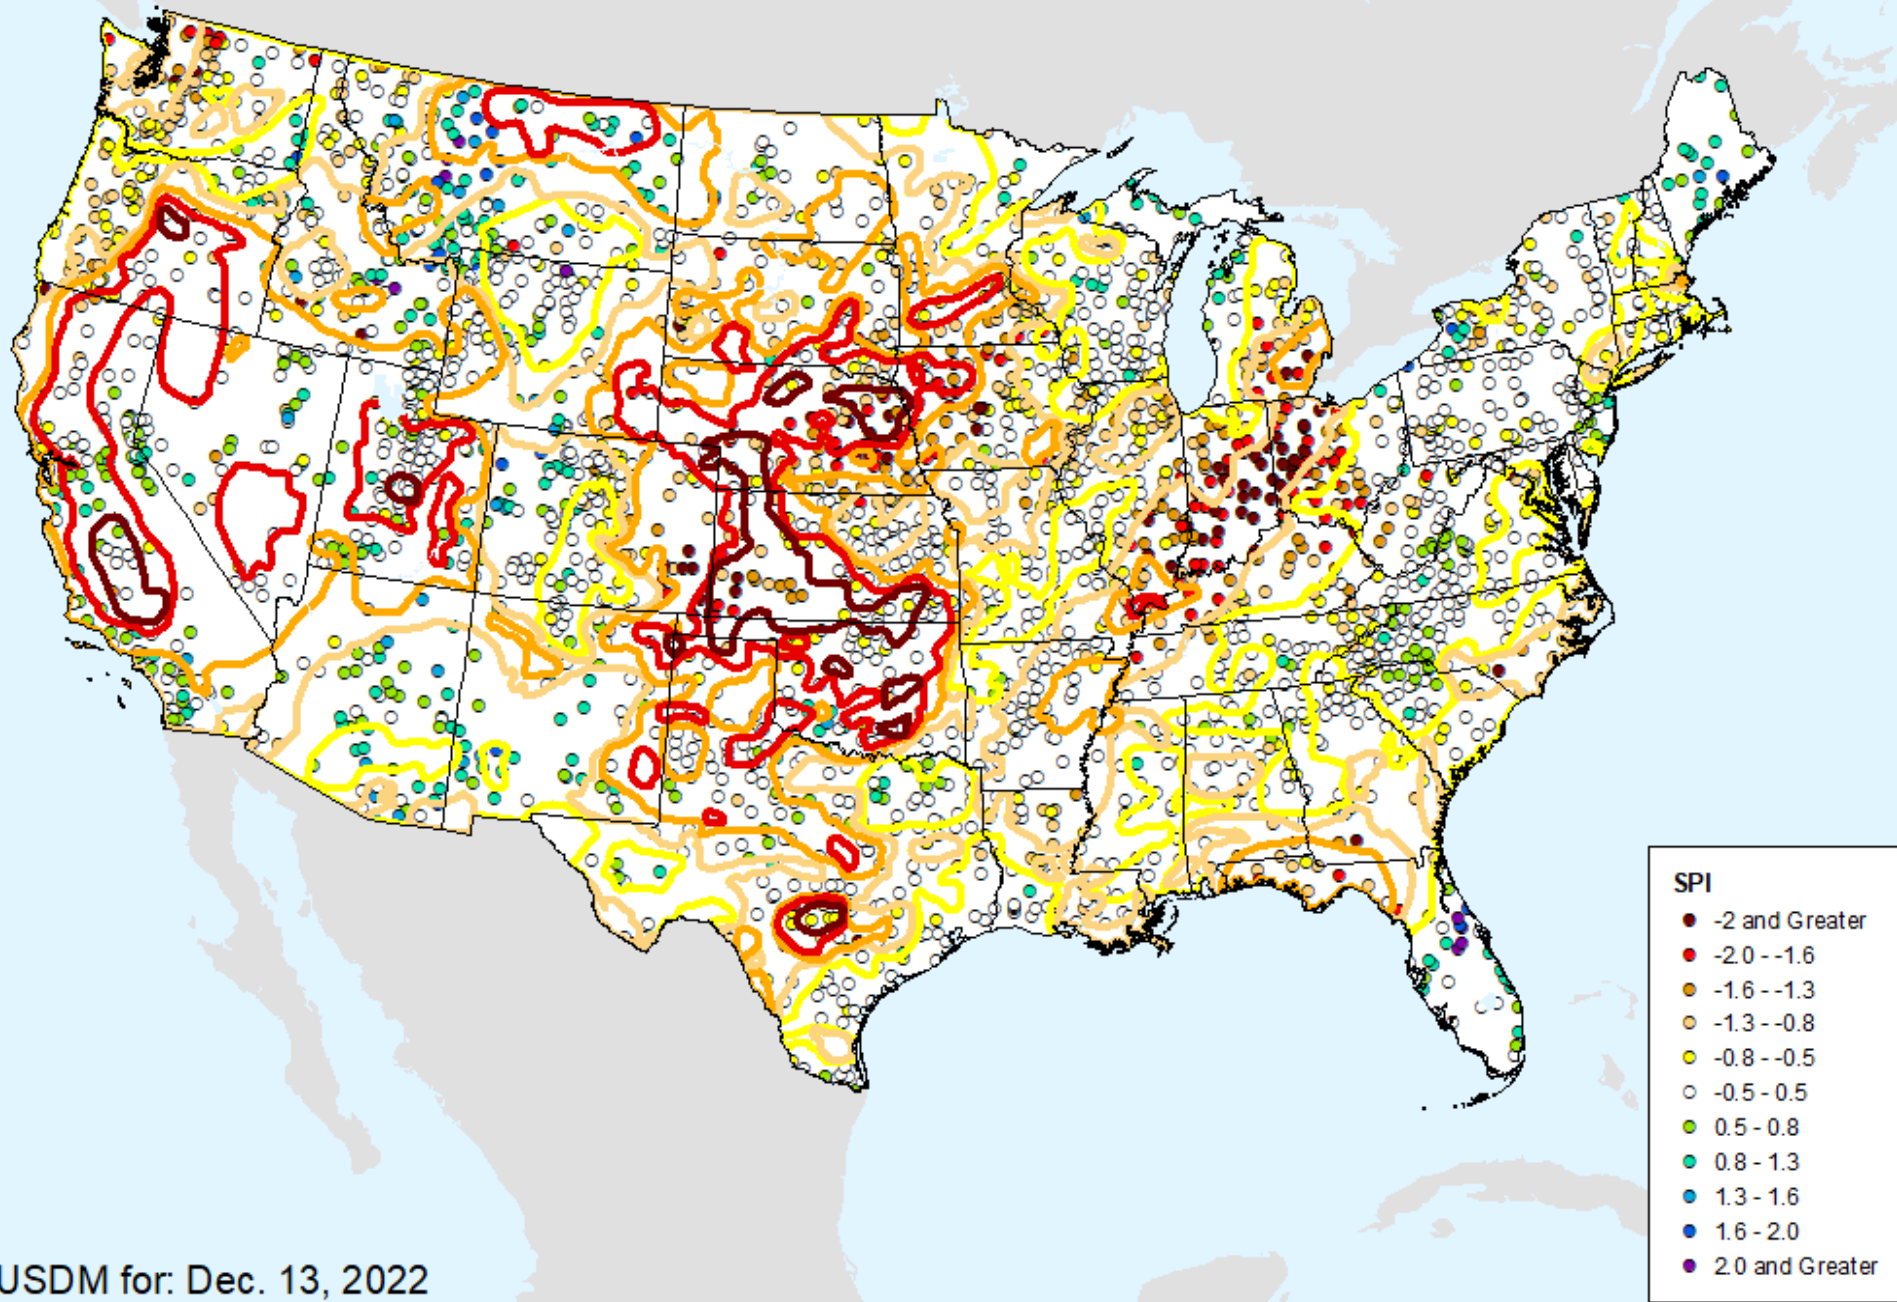 SPI
-2 and Greater
-2.0 - -1.6
-1.6 - -1.3
-1.3 - -0.8
-0.8 - -0.5
-0.5 - 0.5
0.5 - 0.8
0.8 - 1.3
1.3 - 1.6
1.6 - 2.0
2.0 and Greater
USDM for: Dec. 13, 2022